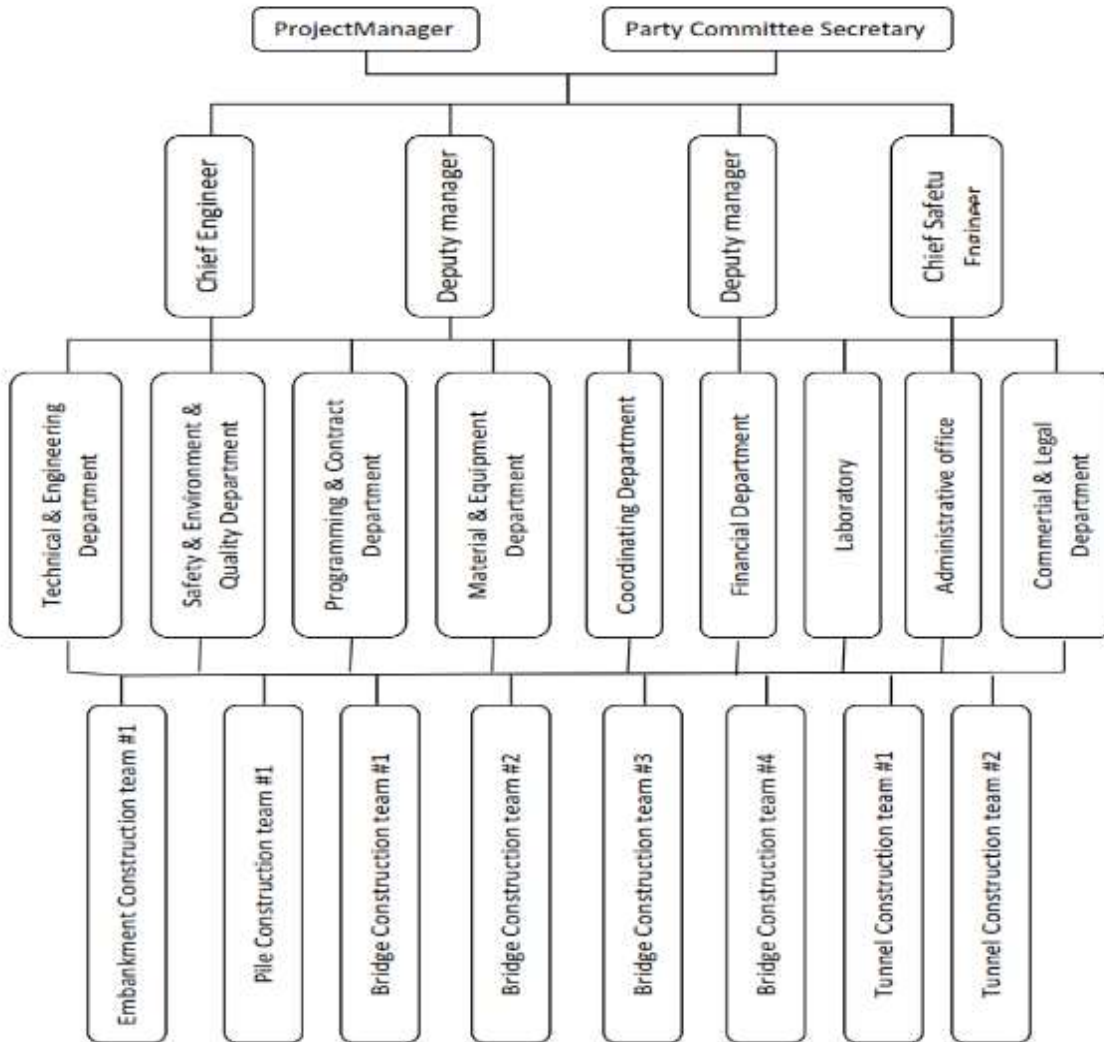 ProjectManager
Party Committee Secretary
Chief Engineer
Deputy manager
Deputy manager
Chief Safetu
Engineer
Technical & Engineering
Department
Safety & Environment &
Quality Department
Programming & Contract
Department
Material & Equipment
Department
Coordinating Department
Financial Department
Laboratory
Administrative office
Commertial & Legal
Department
Embankment Construction team #1
Pile Construction team #1
Bridge Construction team #1
Bridge Construction team #2
Bridge Construction team #3
Bridge Construction team #4
Tunnel Construction team #1
Tunnel Construction team #2